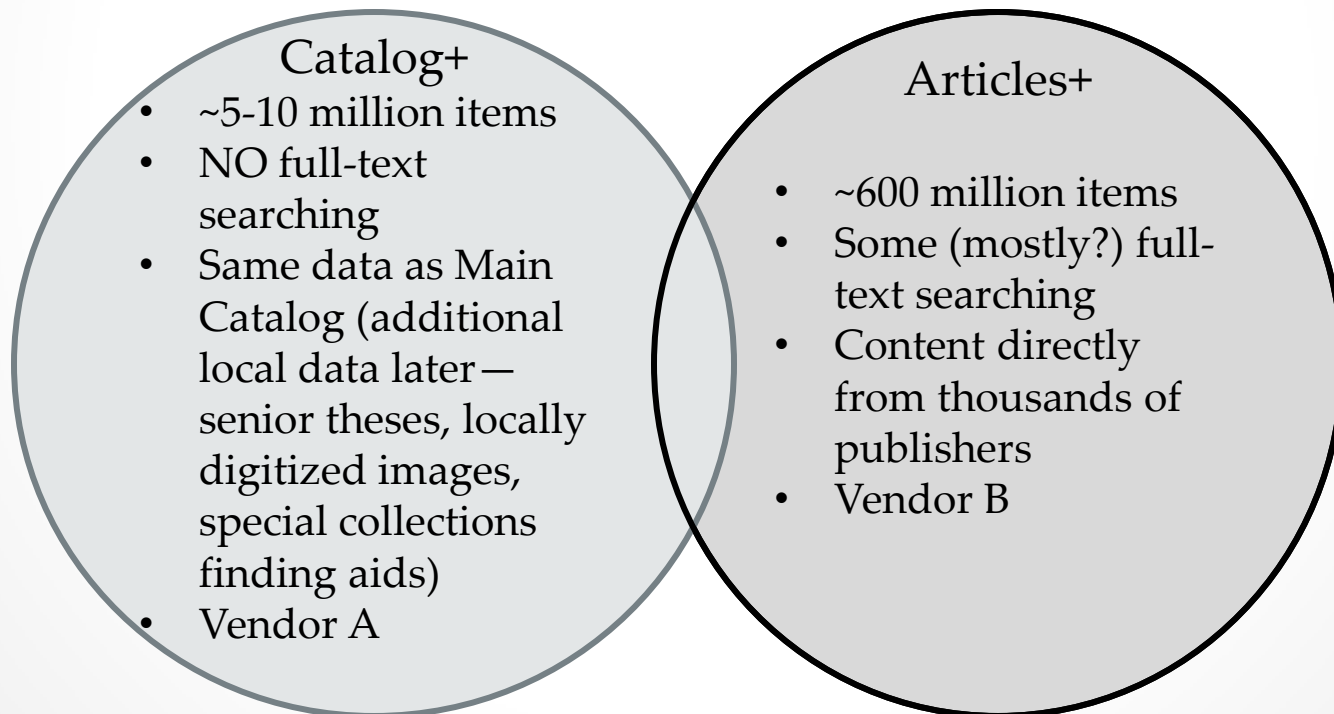 Catalog+
• ~5-10 million items
• NO full-text
searching
• Same data as Main
Catalog (additional
local data later—
senior theses, locally
digitized images,
special collections
finding aids)
• Vendor A
Articles+
• ~600 million items
• Some (mostly?) full-
text searching
• Content directly
from thousands of
publishers
• Vendor B